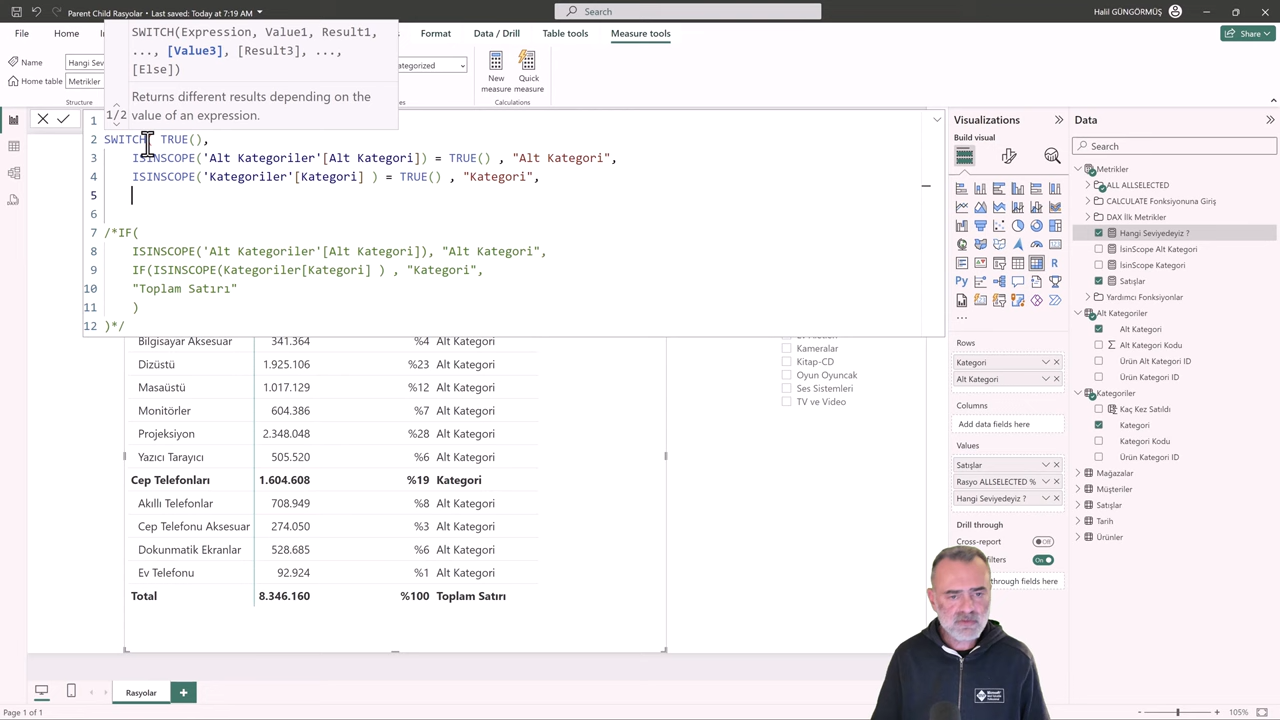 Parent Child Rasyolar • Last saved: Today at 7:19 AM
Search
Halil GÜNGÖRMÜŞ
File
Home
Format
Data / Drill
Table tools
Measure tools
Share
Name
Hangi Sev
Home table
Metrikler
Structure
New measure
Quick measure
Calculations
SWITCH(Expression, Value1, Result1,
..., [Value3], [Result3], ...,
[Else])
1/2
Returns different results depending on the
value of an expression.
1
2 SWITCH( TRUE(),
3 ISINSCOPE('Alt Kategoriler'[Alt Kategori]) = TRUE() , "Alt Kategori",
4 ISINSCOPE('Kategoriler'[Kategori] ) = TRUE() , "Kategori",
5
6
7 /*IF(
8 ISINSCOPE('Alt Kategoriler'[Alt Kategori]), "Alt Kategori",
9 IF(ISINSCOPE(Kategoriler[Kategori] ) , "Kategori",
10 "Toplam Satırı"
11 )
12 )*/
Bilgisayar Aksesuar 341.364 %4 Alt Kategori
Dizüstü 1.925.106 %23 Alt Kategori
Masaüstü 1.017.129 %12 Alt Kategori
Monitörler 604.386 %7 Alt Kategori
Projeksiyon 2.348.048 %28 Alt Kategori
Yazıcı Tarayıcı 505.520 %6 Alt Kategori
Cep Telefonları 1.604.608 %19 Kategori
Akıllı Telefonlar 708.949 %8 Alt Kategori
Cep Telefonu Aksesuar 274.050 %3 Alt Kategori
Dokunmatik Ekranlar 528.685 %6 Alt Kategori
Ev Telefonu 92.924 %1 Alt Kategori
Total 8.346.160 %100 Toplam Satırı
Kameralar
Kitap-CD
Oyun Oyuncak
Ses Sistemleri
TV ve Video
Visualizations
Build visual
Rows
Kategori
Alt Kategori
Columns
Add data fields here
Values
Satışlar
Rasyo ALLSELECTED %
Hangi Seviyedeyiz ?
Drill through
Cross-report
Off
filters
On
through fields here
Data
Search
Metrikler
ALL ALLSELECTED
CALCULATE Fonksiyonuna Giriş
DAX İlk Metrikler
Hangi Seviyedeyiz ?
İsinScope Alt Kategori
İsinScope Kategori
Satışlar
Yardımcı Fonksiyonlar
Alt Kategoriler
Alt Kategori
Alt Kategori Kodu
Ürün Alt Kategori ID
Ürün Kategori ID
Kategoriler
Kaç Kez Satıldı
Kategori
Kategori Kodu
Ürün Kategori ID
Mağazalar
Müşteriler
Satışlar
Tarih
Ürünler
Rasyolar
Page 1 of 1
105%